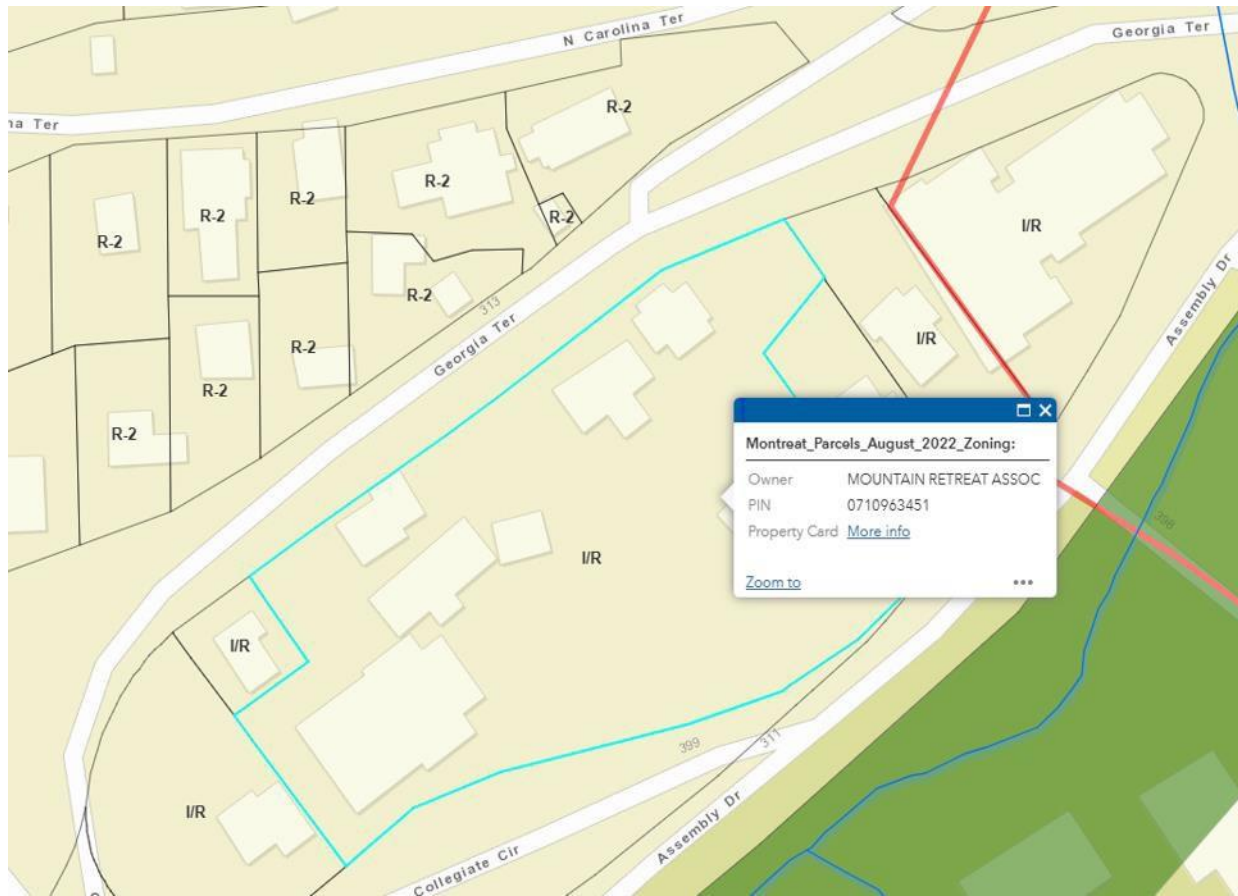 N Carolina Ter
Georgia Ter
na Ter
R-2
R-2
R-2
R-2
R-2
R-2
I/R
Assembly Dr
R-2
313
Georgia Ter
I/R
R-2
R-2
R-2
Montreat_Parcels_August_2022_Zoning:
Owner MOUNTAIN RETREAT ASSOC
PIN 0710963451
Property Card More info
Zoom to
398
I/R
I/R
399
311
I/R
Assembly Dr
Collegiate Cir